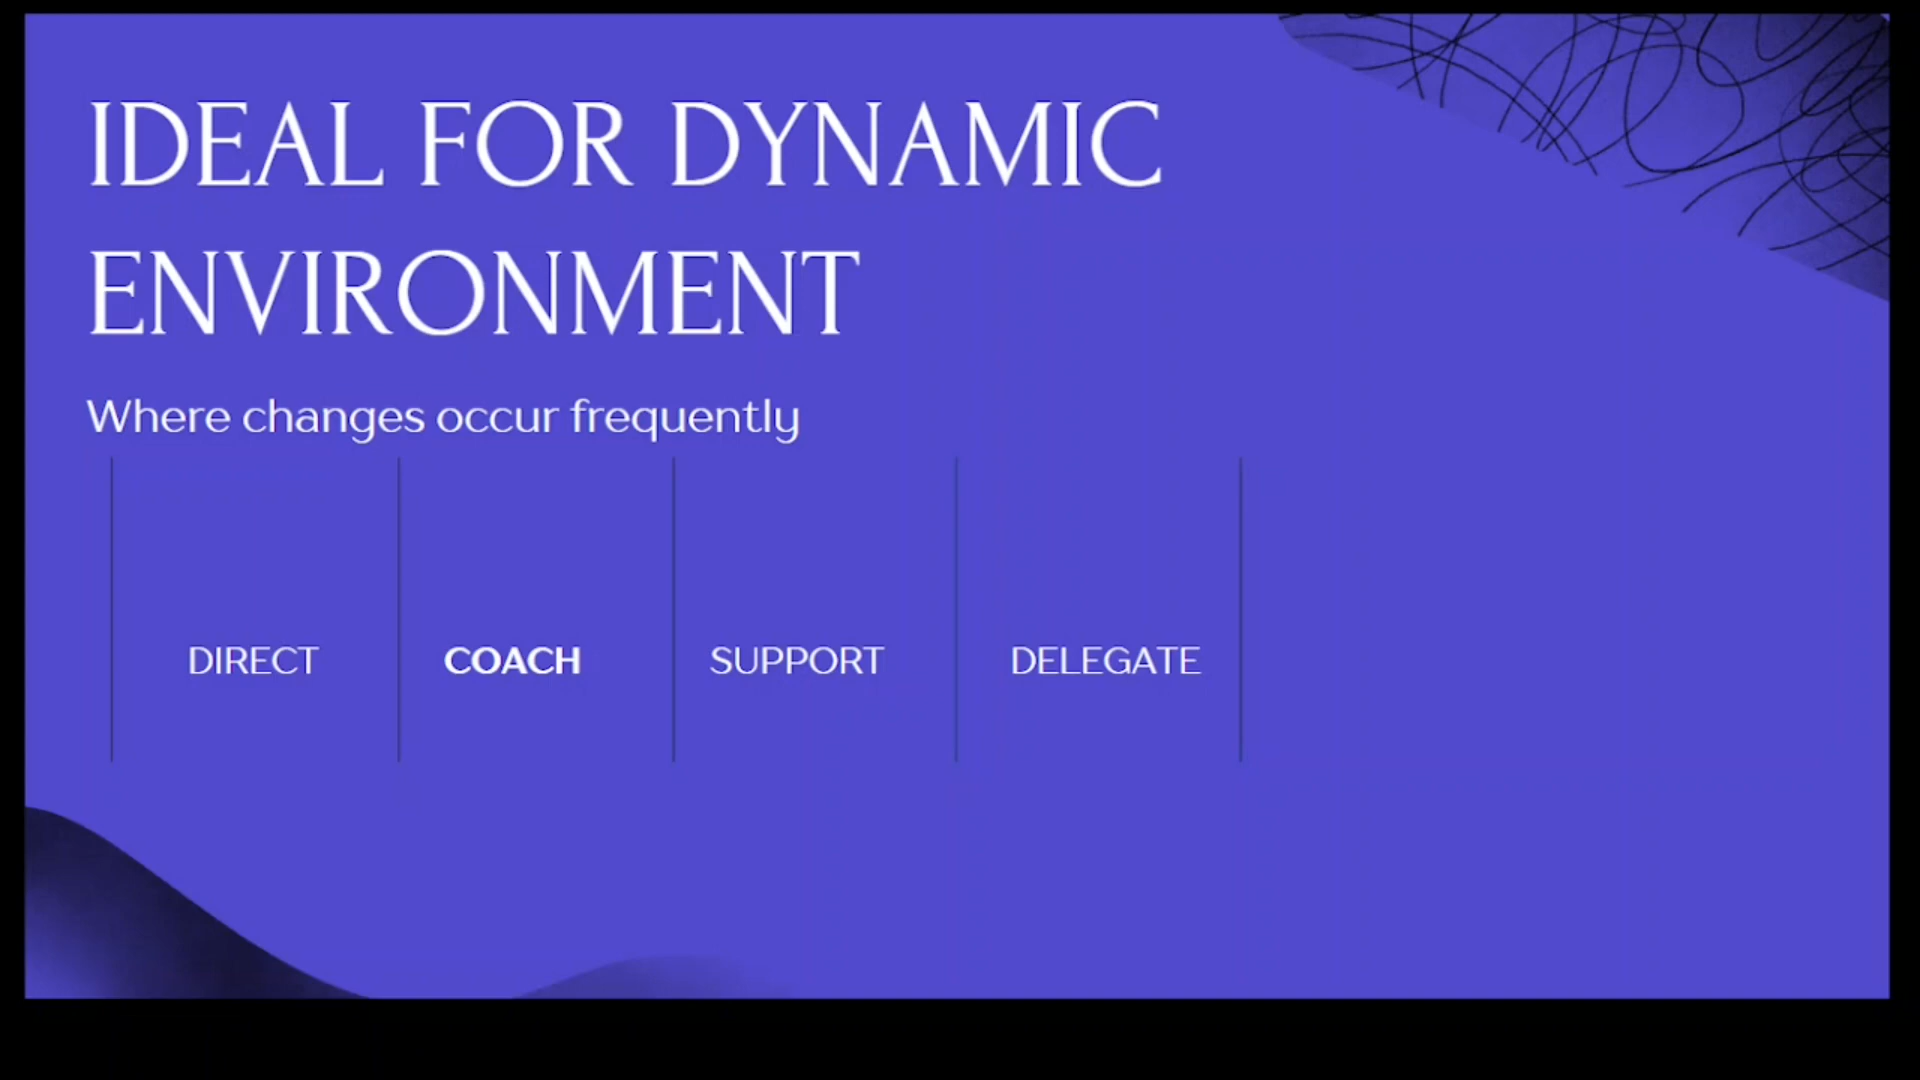 IDEAL FOR DYNAMIC
ENVIRONMENT
Where changes occur frequently
DIRECT COACH SUPPORT DELEGATE